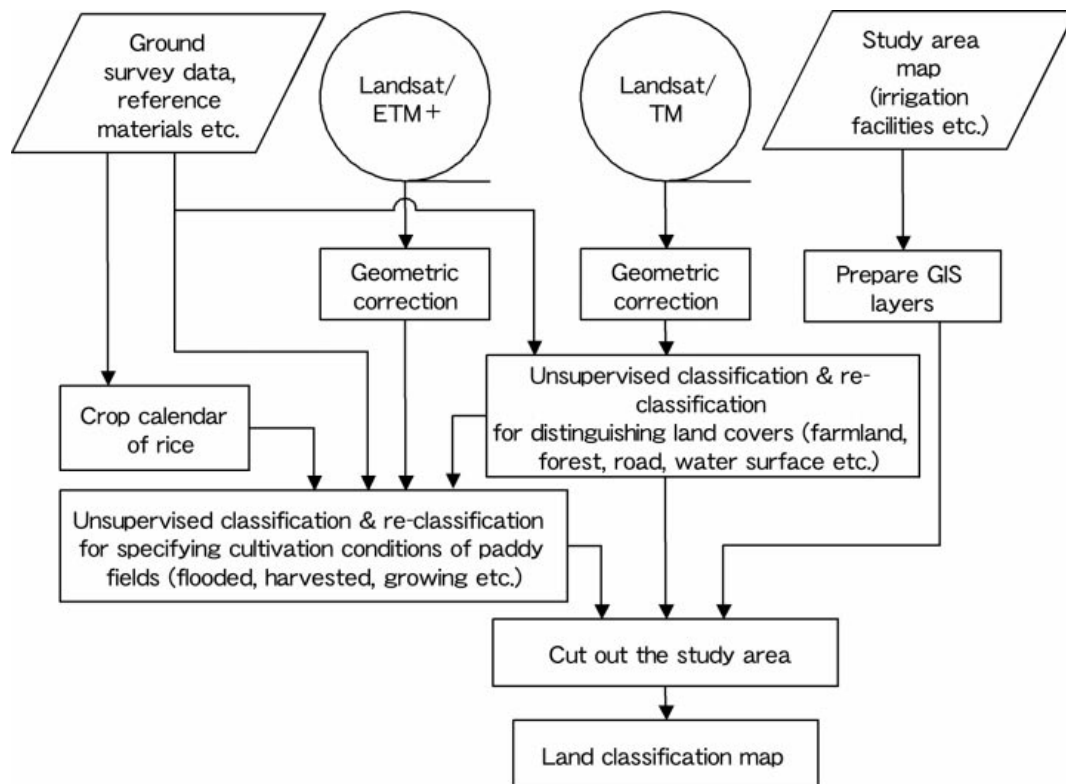 Ground
survey data,
reference
materials etc.
Landsat/
ETM+
Landsat/
TM
Study area
map
(irrigation
facilities etc.)
Geometric
correction
Geometric
correction
Prepare GIS
layers
Crop calendar
of rice
Unsupervised classification & re-
classification
for distinguishing land covers (farmland,
forest, road, water surface etc.)
Unsupervised classification & re-classification
for specifying cultivation conditions of paddy
fields (flooded, harvested, growing etc.)
Cut out the study area
Land classification map